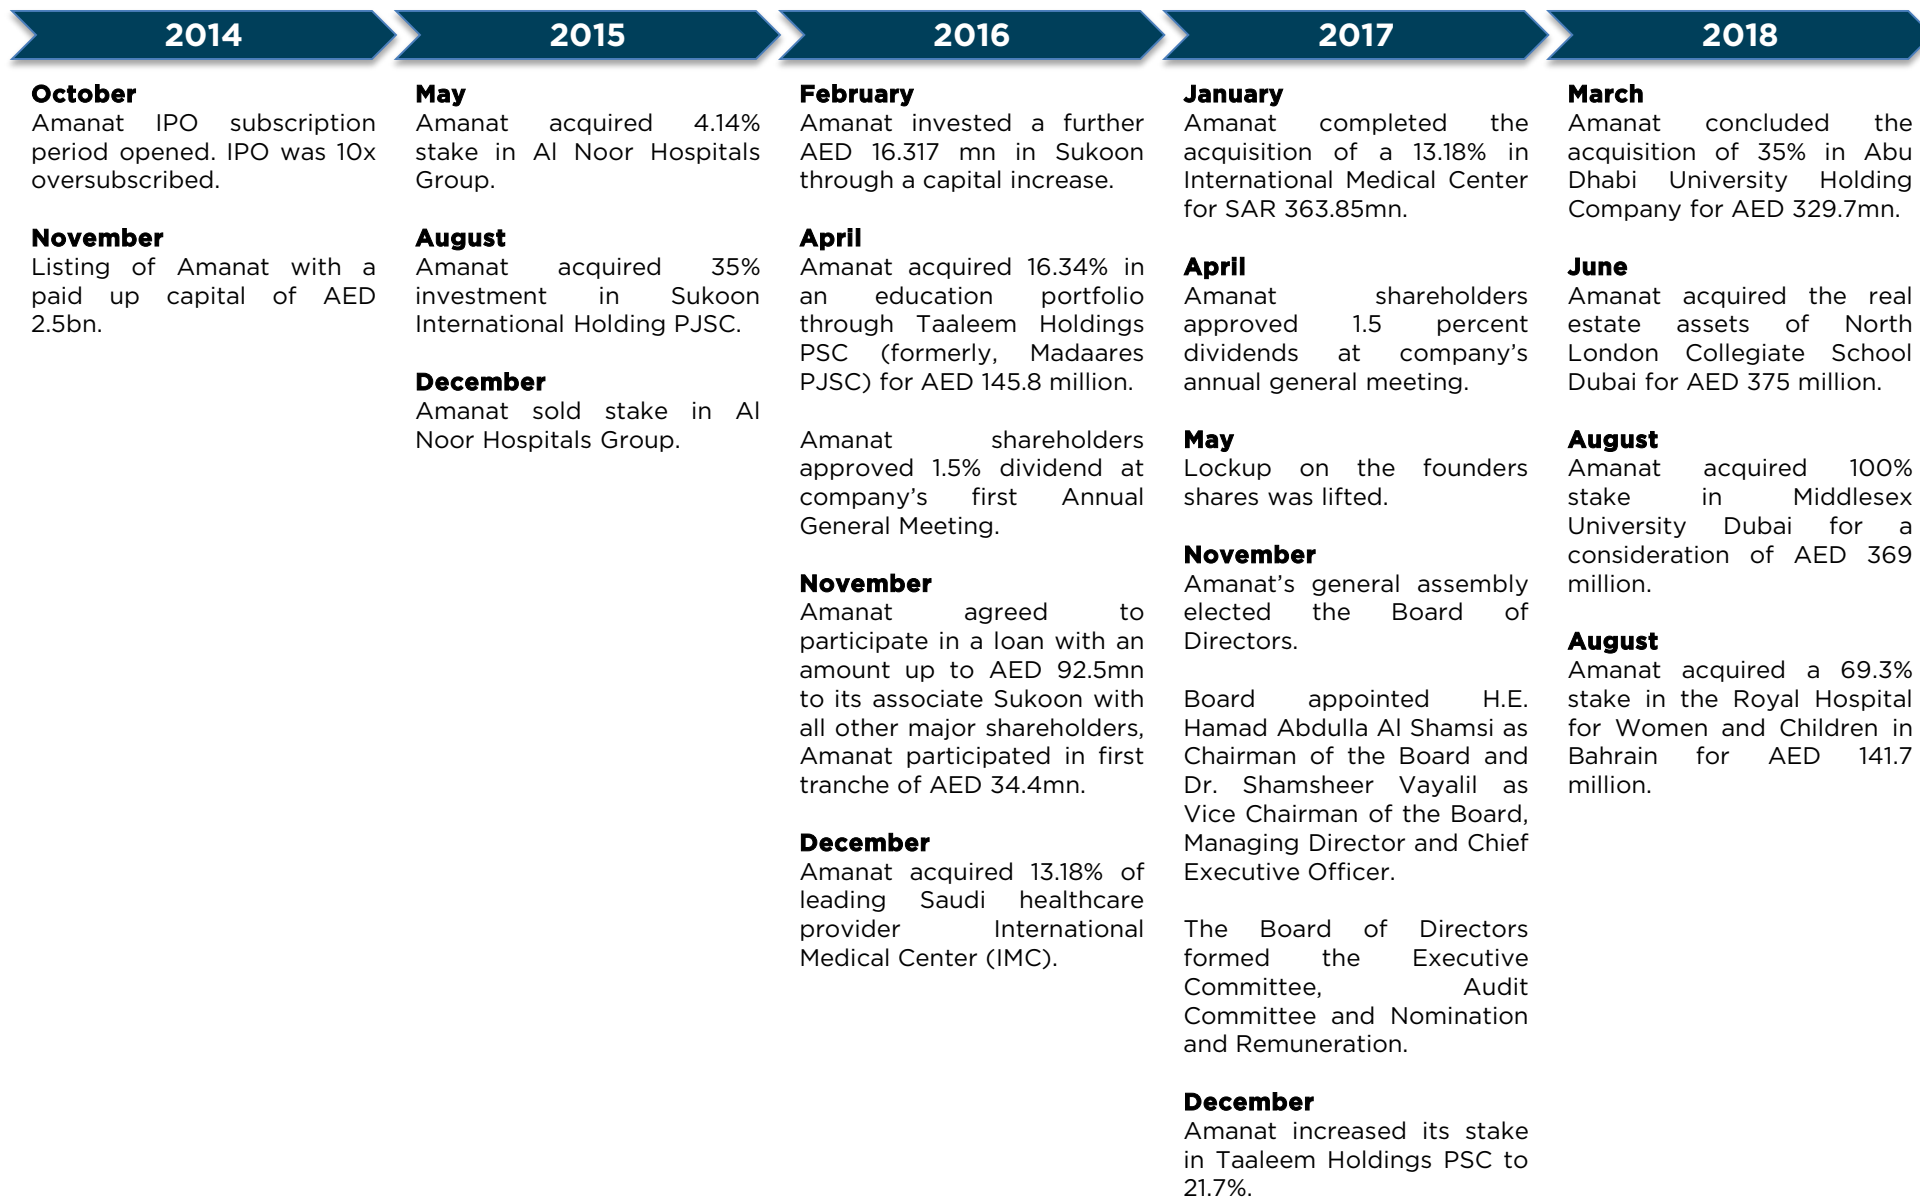 2014
October
Amanat IPO subscription
period opened. IPO was 10x
oversubscribed.
November
Listing of Amanat with a
paid up capital of AED
2.5bn.
2015
May
Amanat acquired 4.14%
stake in Al Noor Hospitals
Group.
August
Amanat acquired 35%
investment in Sukoon
International Holding PJSC.
December
Amanat sold stake in Al
Noor Hospitals Group.
2016
February
Amanat invested a further
AED 16.317 mn in Sukoon
through a capital increase.
April
Amanat acquired 16.34% in
an education portfolio
through Taaleem Holdings
PSC (formerly, Madaares
PJSC) for AED 145.8 million.
Amanat shareholders
approved 1.5% dividend at
company's first Annual
General Meeting.
November
Amanat agreed to
participate in a loan with an
amount up to AED 92.5mn
to its associate Sukoon with
all other major shareholders,
Amanat participated in first
tranche of AED 34.4mn.
December
Amanat acquired 13.18% of
leading Saudi healthcare
provider International
Medical Center (IMC).
2017
January
Amanat completed the
acquisition of a 13.18% in
International Medical Center
for SAR 363.85mn.
April
Amanat shareholders
approved 1.5 percent
dividends at company's
annual general meeting.
May
Lockup on the founders
shares was lifted.
November
Amanat's general assembly
elected the Board of
Directors.
Board appointed H.E.
Hamad Abdulla Al Shamsi as
Chairman of the Board and
Dr. Shamsheer Vayalil as
Vice Chairman of the Board,
Managing Director and Chief
Executive Officer.
The Board of Directors
formed the Executive
Committee, Audit
Committee and Nomination
and Remuneration.
December
Amanat increased its stake
in Taaleem Holdings PSC to
21.7%.
2018
March
Amanat concluded the
acquisition of 35% in Abu
Dhabi University Holding
Company for AED 329.7mn.
June
Amanat acquired the real
estate assets of North
London Collegiate School
Dubai for AED 375 million.
August
Amanat acquired 100%
stake in Middlesex
University Dubai for a
consideration of AED 369
million.
August
Amanat acquired a 69.3%
stake in the Royal Hospital
for Women and Children in
Bahrain for AED 141.7
million.